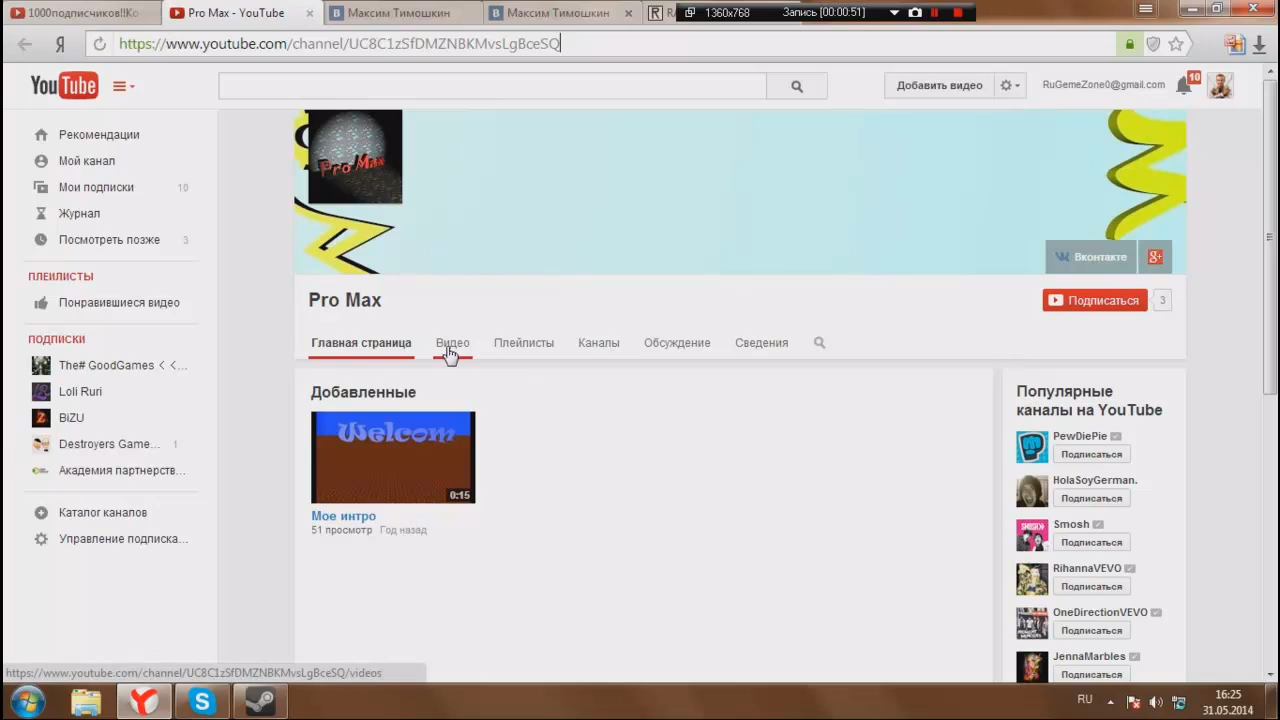 1000подписчиков!!Ко
Pro Max - YouTube
Максим Тимошкин
Максим Тимошкин
1360x768
Запись [00:00:51]
https://www.youtube.com/channel/UC8C1zSfDMZNBKMvsLgBceSQ
YouTube
Добавить видео
RuGemeZone0@gmail.com
10
Рекомендации
Мой канал
Мои подписки 10
Журнал
Посмотреть позже 3
ПЛЕЙЛИСТЫ
Понравившиеся видео
ПОДПИСКИ
The# GoodGames < <...
Loli Ruri
BiZU
Destroyers Game... 1
Академия партнерств...
Каталог каналов
Управление подписка...
Pro Max
Вконтакте
g+
Pro Max
Подписаться 3
Главная страница
Видео
Плейлисты
Каналы
Обсуждение
Сведения
Добавленные
Welcom
0:15
Мое интро
51 просмотр Год назад
Популярные
каналы на YouTube
PewDiePie
Подписаться
HolaSoyGerman.
Подписаться
Smosh
Подписаться
RihannaVEVO
Подписаться
OneDirectionVEVO
Подписаться
JennaMarbles
Подписаться
https://www.youtube.com/channel/UC8C1zSfDMZNBKMvsLgBceSQ/videos
RU
16:25
31.05.2014